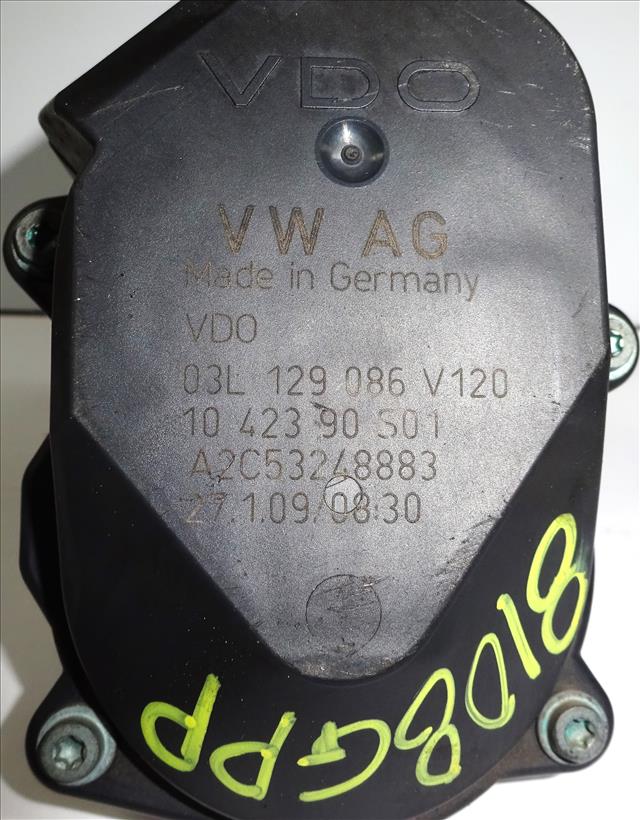 VDO
VW AG
Made in Germany
VDO
03L 129 086 V120
10 423 90 S01
A2C53248883
27.1.09/08:30
8108GPP